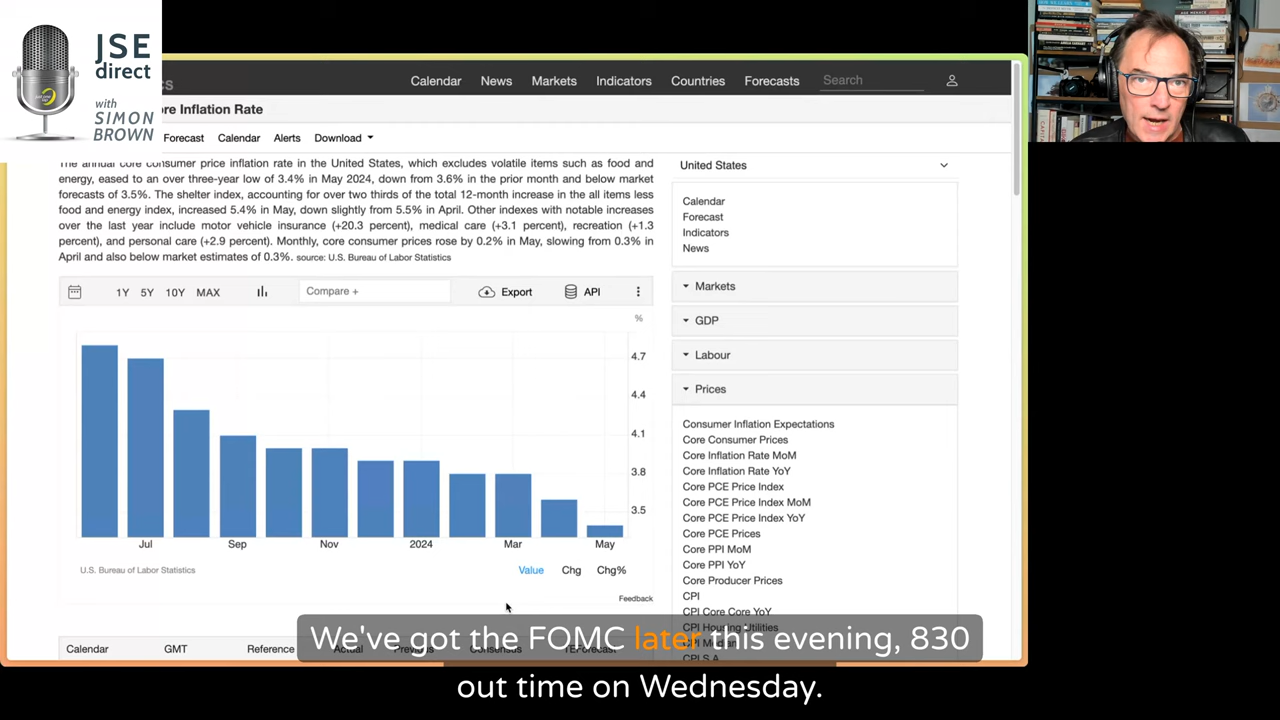 JSE
direct
with
SIMON
BROWN
cs
Calendar News Markets Indicators Countries Forecasts Search
ore Inflation Rate
Forecast Calendar Alerts Download
The annual core consumer price inflation rate in the United States, which excludes volatile items such as food and
energy, eased to an over three-year low of 3.4% in May 2024, down from 3.6% in the prior month and below market
forecasts of 3.5%. The shelter index, accounting for over two thirds of the total 12-month increase in the all items less
food and energy index, increased 5.4% in May, down slightly from 5.5% in April. Other indexes with notable increases
over the last year include motor vehicle insurance (+20.3 percent), medical care (+3.1 percent), recreation (+1.3
percent), and personal care (+2.9 percent). Monthly, core consumer prices rose by 0.2% in May, slowing from 0.3% in
April and also below market estimates of 0.3%. source: U.S. Bureau of Labor Statistics
1Y 5Y 10Y MAX Compare + Export API
%
4.7
4.4
4.1
3.8
3.5
Jul Sep Nov 2024 Mar May
U.S. Bureau of Labor Statistics Value Chg Chg%
Feedback
Calendar GMT Reference Actual Previous Consensus TEForecast
United States
Calendar
Forecast
Indicators
News
Markets
GDP
Labour
Prices
Consumer Inflation Expectations
Core Consumer Prices
Core Inflation Rate MoM
Core Inflation Rate YoY
Core PCE Price Index
Core PCE Price Index MoM
Core PCE Price Index YoY
Core PCE Prices
Core PPI MoM
Core PPI YoY
Core Producer Prices
CPI
CPI Core Core YoY
CPI Housing Utilities
CPI Median
CPI S.A
We've got the FOMC later this evening, 830
out time on Wednesday.